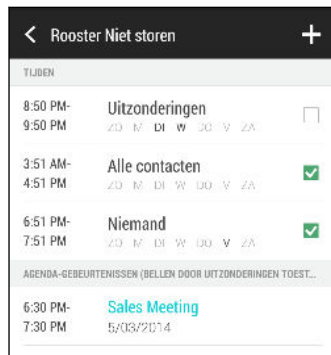 Rooster Niet storen
TIJDEN
8:50 PM-
9:50 PM
Uitzonderingen
ZO M DI W DO V ZA
3:51 AM-
4:51 PM
Alle contacten
ZO M DI W DO V ZA
6:51 PM-
7:51 PM
Niemand
ZO M DI W DO V ZA
AGENDA-GEBEURTENISSEN (BELLEN DOOR UITZONDERINGEN TOEST...
6:30 PM-
7:30 PM
Sales Meeting
5/03/2014